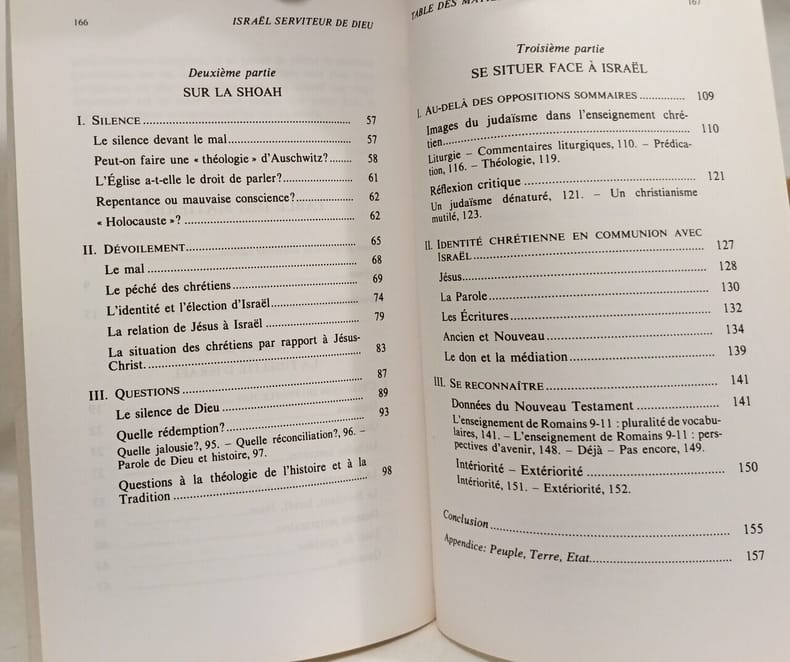 166
ISRAËL SERVITEUR DE DIEU
Deuxième partie
SUR LA SHOAH
I. SILENCE ........ 57
Le silence devant le mal ........ 57
Peut-on faire une « théologie » d'Auschwitz? ........ 58
L'Église a-t-elle le droit de parler? ........ 61
Repentance ou mauvaise conscience? ........ 62
« Holocauste »? ........ 62
II. DÉVOILEMENT ........ 65
Le mal ........ 68
Le péché des chrétiens ........ 69
L'identité et l'élection d'Israël ........ 74
La relation de Jésus à Israël ........ 79
La situation des chrétiens par rapport à Jésus-
Christ. ........ 83
III. QUESTIONS ........ 87
Le silence de Dieu ........ 89
Quelle rédemption? ........ 93
Quelle jalousie?, 95. – Quelle réconciliation?, 96. –
Parole de Dieu et histoire, 97.
Questions à la théologie de l'histoire et à la
Tradition ........ 98
TABLE DES
167
Troisième partie
SE SITUER FACE À ISRAËL
I. AU-DELÀ DES OPPOSITIONS SOMMAIRES ........ 109
Images du judaïsme dans l'enseignement chré-
tien ........ 110
Liturgie – Commentaires liturgiques, 110. – Prédica-
tion, 116. – Théologie, 119.
Réflexion critique ........ 121
Un judaïsme dénaturé, 121. – Un christianisme
mutilé, 123.
II. IDENTITÉ CHRÉTIENNE EN COMMUNION AVEC
ISRAËL ........ 127
Jésus ........ 128
La Parole ........ 130
Les Écritures ........ 132
Ancien et Nouveau ........ 134
Le don et la médiation ........ 139
III. SE RECONNAÎTRE ........ 141
Données du Nouveau Testament ........ 141
L'enseignement de Romains 9-11 : pluralité de vocabu-
laires, 141. – L'enseignement de Romains 9-11 : pers-
pectives d'avenir, 148. – Déjà – Pas encore, 149.
Intériorité – Extériorité ........ 150
Intériorité, 151. – Extériorité, 152.
Conclusion ........ 155
Appendice: Peuple, Terre, Etat ........ 157